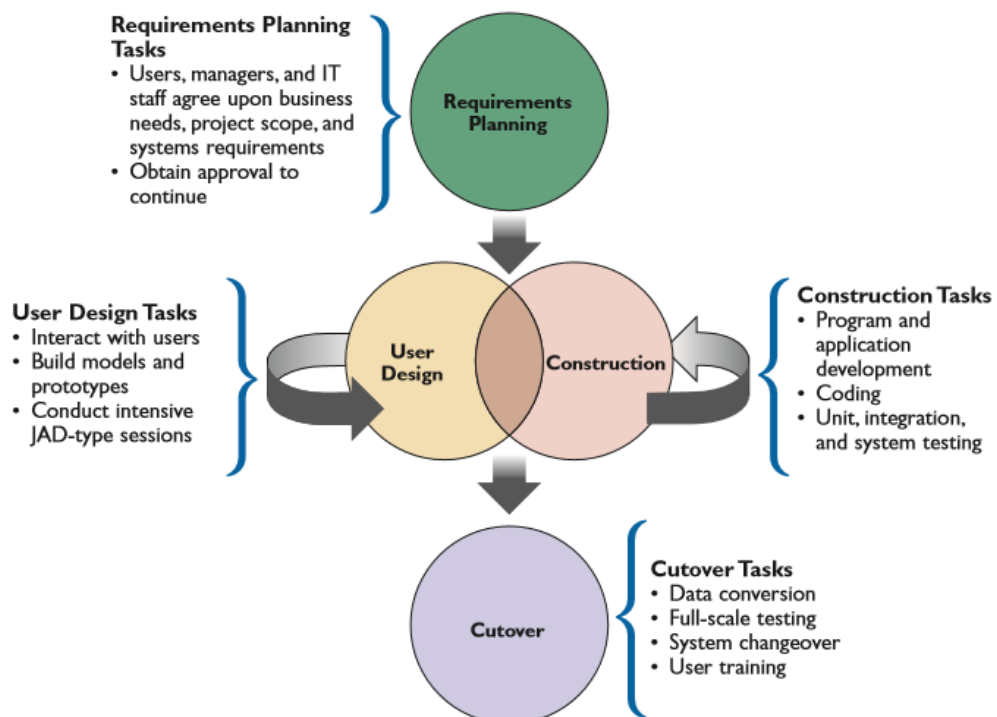 Requirements Planning
Tasks
• Users, managers, and IT
staff agree upon business
needs, project scope, and
systems requirements
• Obtain approval to
continue
Requirements
Planning
User Design Tasks
• Interact with users
• Build models and
prototypes
• Conduct intensive
JAD-type sessions
User
Design
Construction
Construction Tasks
• Program and
application
development
• Coding
• Unit, integration,
and system testing
Cutover
Cutover Tasks
• Data conversion
• Full-scale testing
• System changeover
• User training